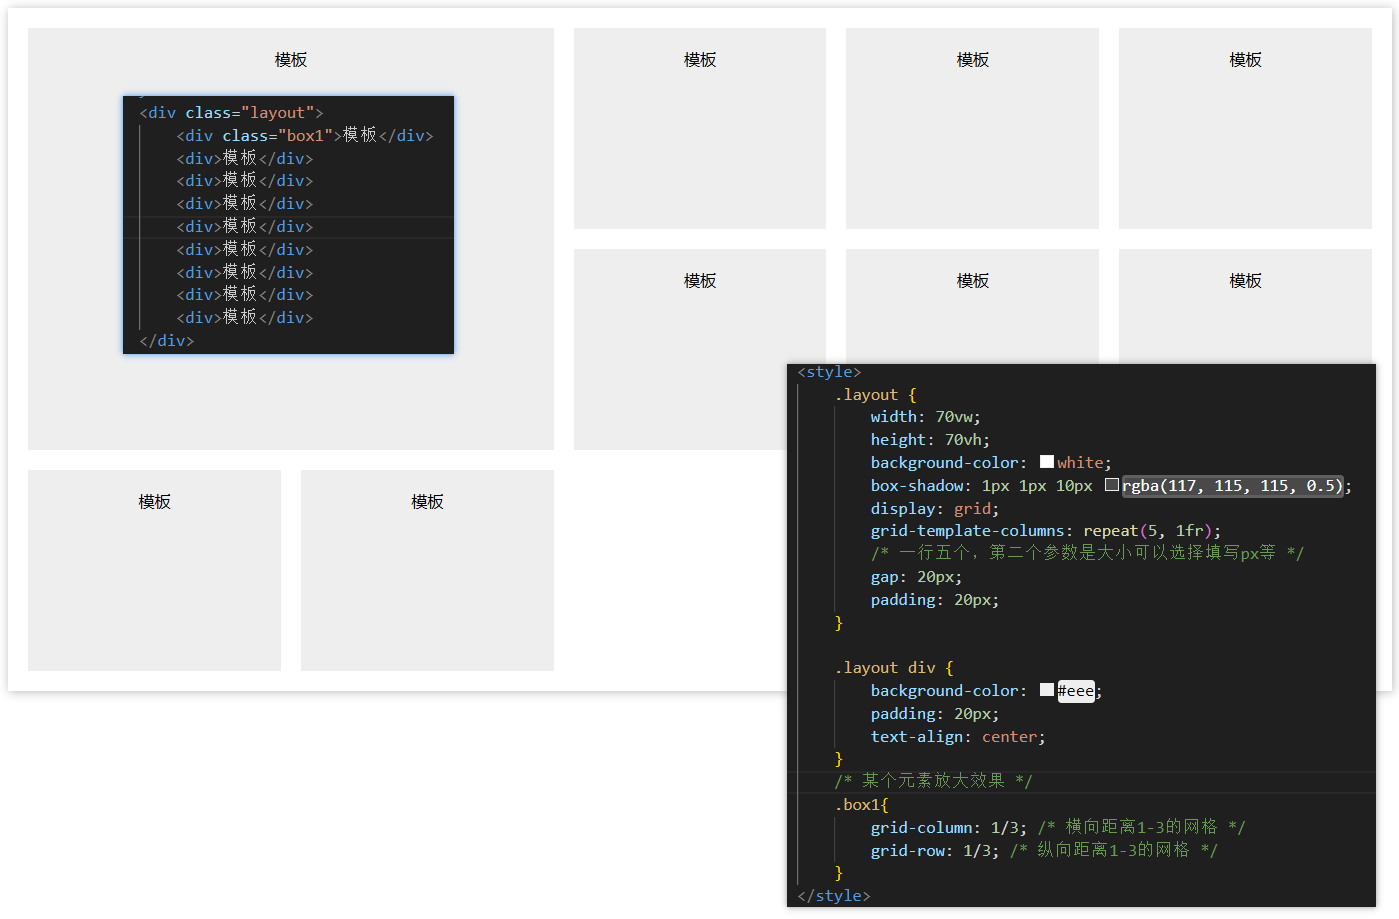 模板
模板
模板
模板
<div class="layout">
<div class="box1">模板</div>
<div>模板</div>
<div>模板</div>
<div>模板</div>
<div>模板</div>
<div>模板</div>
<div>模板</div>
<div>模板</div>
<div>模板</div>
</div>
模板
模板
模板
模板
模板
<style>
.layout {
width: 70vw;
height: 70vh;
background-color: white;
box-shadow: 1px 1px 10px rgba(117, 115, 115, 0.5);
display: grid;
grid-template-columns: repeat(5, 1fr);
/* 一行五个，第二个参数是大小可以选择填写px等 */
gap: 20px;
padding: 20px;
}
.layout div {
background-color: #eee;
padding: 20px;
text-align: center;
}
/* 某个元素放大效果 */
.box1{
grid-column: 1/3; /* 横向距离1-3的网格 */
grid-row: 1/3; /* 纵向距离1-3的网格 */
}
</style>